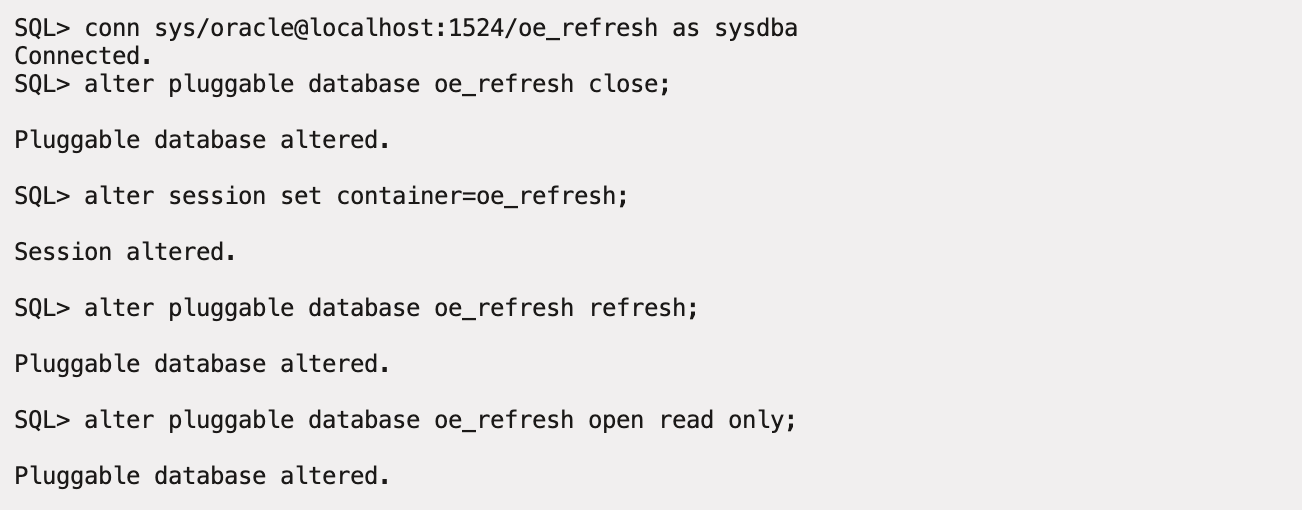 SQL> conn sys/oracle@localhost:1524/oe_refresh as sysdba
Connected.
SQL> alter pluggable database oe_refresh close;
Pluggable database altered.
SQL> alter session set container=oe_refresh;
Session altered.
SQL> alter pluggable database oe_refresh refresh;
Pluggable database altered.
SQL> alter pluggable database oe_refresh open read only;
Pluggable database altered.